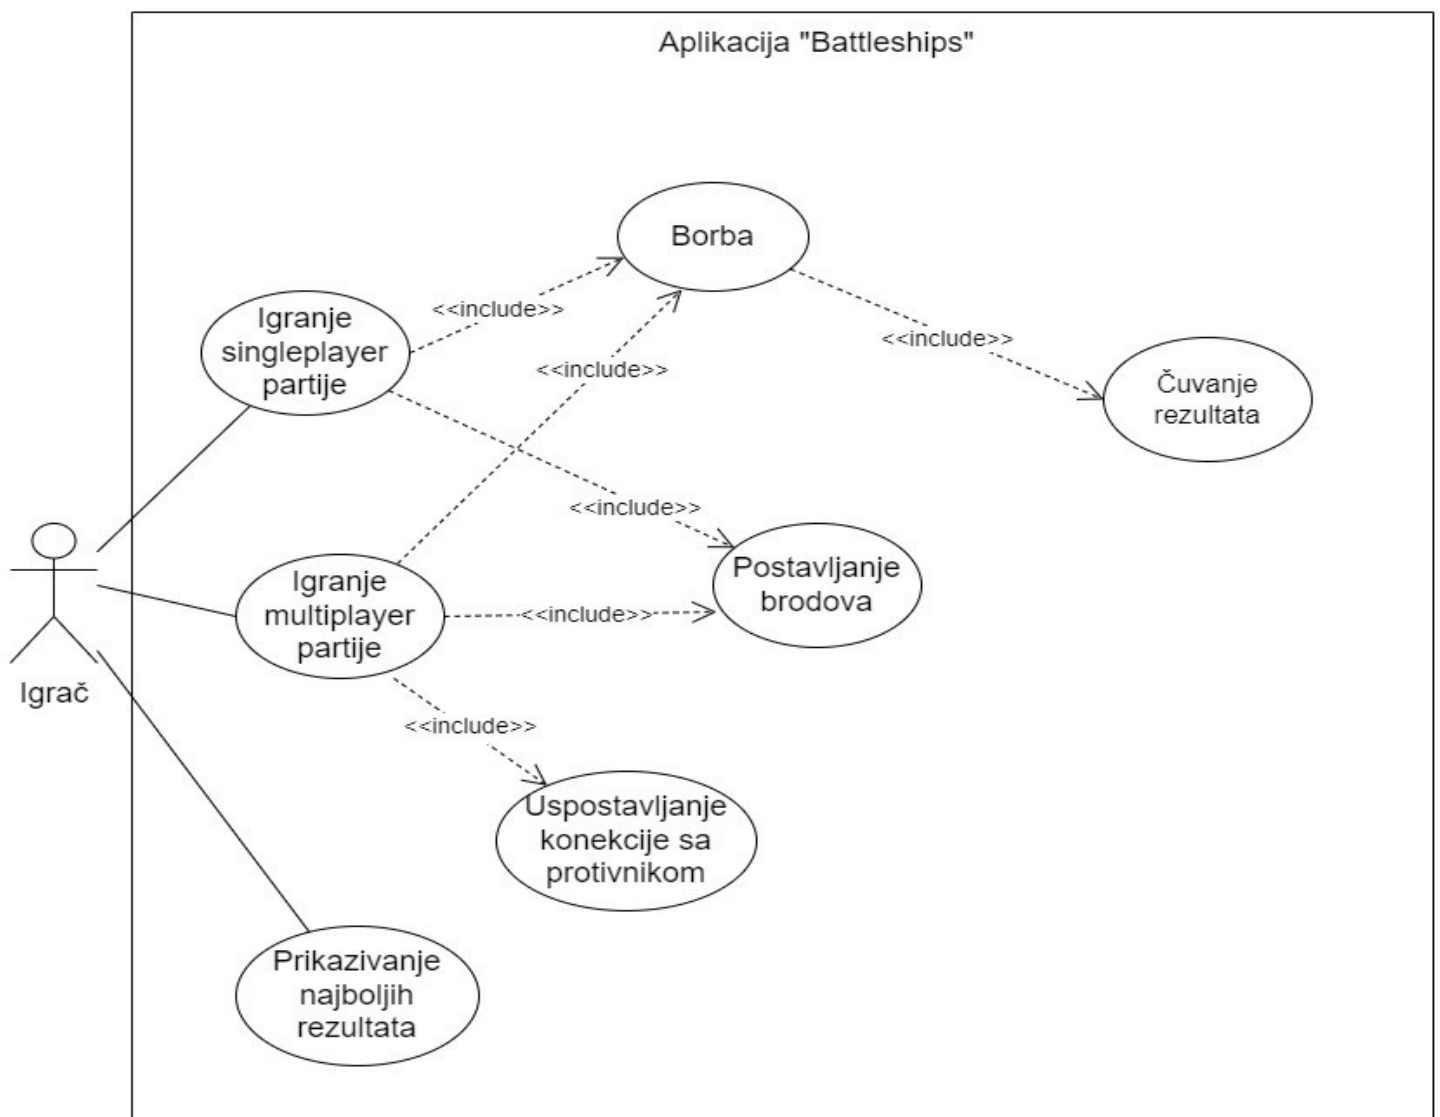 Aplikacija "Battleships"
Borba
<<include>>
Igranje
singleplayer
partije
<<include>>
<<include>>
Čuvanje
rezultata
<<include>>
<<include>>
Postavljanje
brodova
Igranje
multiplayer
partije
<<include>>
Igrač
<<include>>
Uspostavljanje
konekcije sa
protivnikom
Prikazivanje
najboljih
rezultata